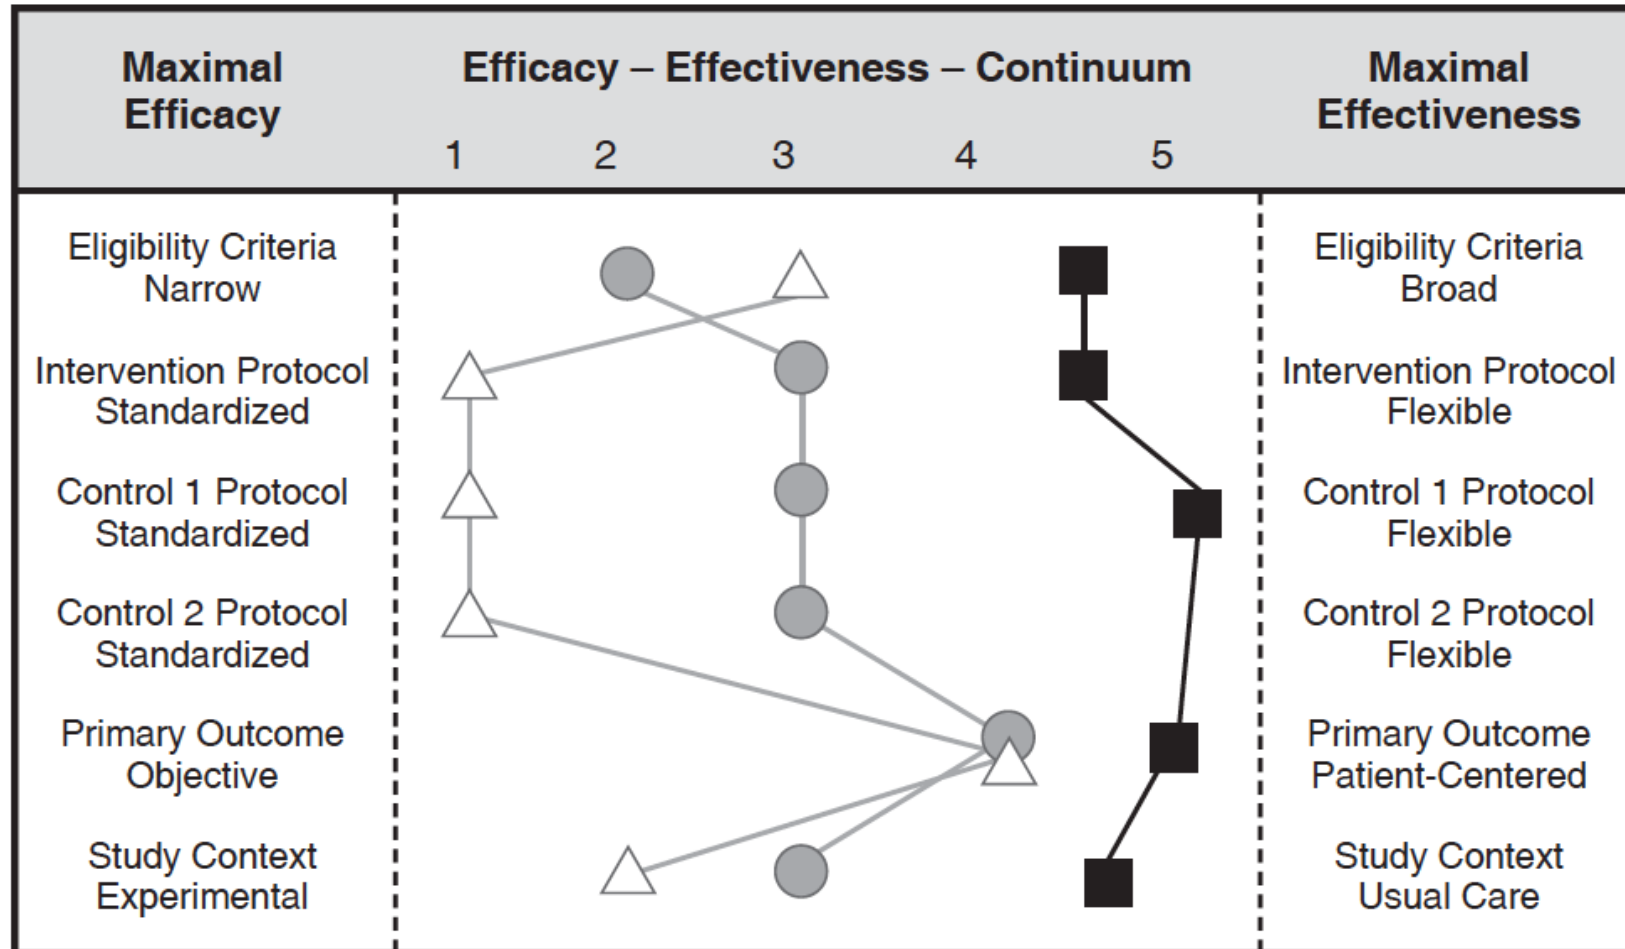 Maximal
Efficacy
Efficacy – Effectiveness – Continuum
1 2 3 4 5
Maximal
Effectiveness
Eligibility Criteria
Narrow
Eligibility Criteria
Broad
Intervention Protocol
Standardized
Intervention Protocol
Flexible
Control 1 Protocol
Standardized
Control 1 Protocol
Flexible
Control 2 Protocol
Standardized
Control 2 Protocol
Flexible
Primary Outcome
Objective
Primary Outcome
Patient-Centered
Study Context
Experimental
Study Context
Usual Care